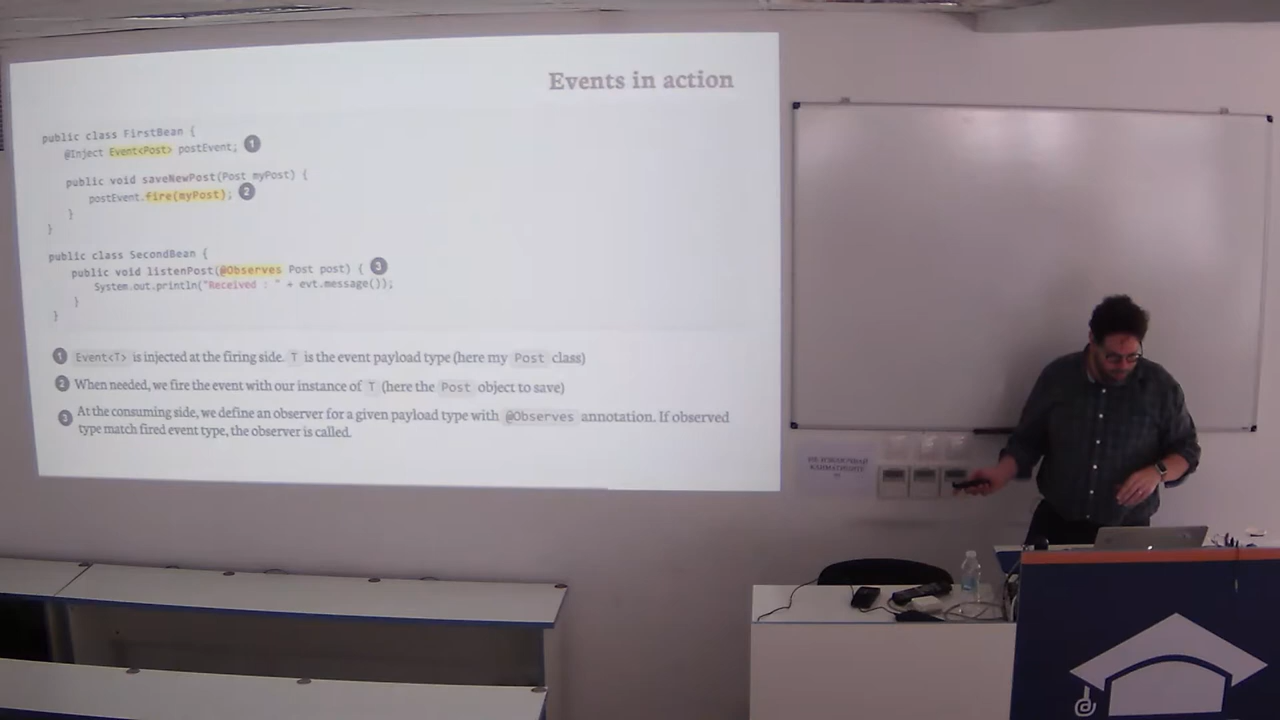 Events in action
public class FirstBean {
@Inject Event<Post> postEvent; 1
public void saveNewPost(Post myPost) {
postEvent.fire(myPost); 2
}
}
public class SecondBean {
public void listenPost(@Observes Post post) { 3
System.out.println("Received : " + evt.message());
}
}
1 Event<T> is injected at the firing side. T is the event payload type (here my Post class)
2 When needed, we fire the event with our instance of T (here the Post object to save)
3 At the consuming side, we define an observer for a given payload type with @Observes annotation. If observed
type match fired event type, the observer is called.